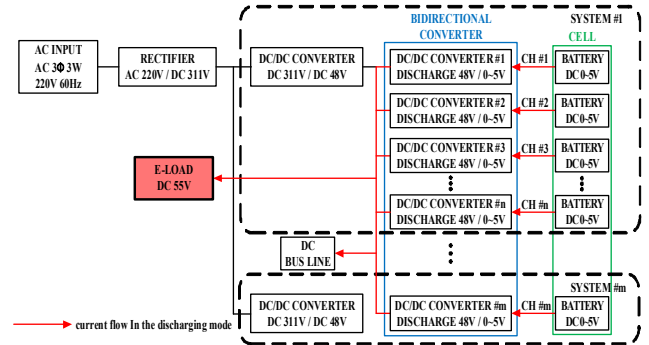 BIDIRECTIONAL
CONVERTER
SYSTEM #1
CELL
AC INPUT
AC 3Φ 3W
220V 60Hz
RECTIFIER
AC 220V / DC 311V
DC/DC CONVERTER
DC 311V / DC 48V
DC/DC CONVERTER #1
DISCHARGE 48V / 0~5V
CH #1
BATTERY
DC0-5V
DC/DC CONVERTER #2
DISCHARGE 48V / 0~5V
CH #2
BATTERY
DC0-5V
DC/DC CONVERTER #3
DISCHARGE 48V / 0~5V
CH #3
BATTERY
DC0-5V
E-LOAD
DC 55V
DC/DC CONVERTER #n
DISCHARGE 48V / 0~5V
CH #n
BATTERY
DC0-5V
DC
BUS LINE
SYSTEM #m
DC/DC CONVERTER
DC 311V / DC 48V
DC/DC CONVERTER #m
DISCHARGE 48V / 0~5V
CH #m
BATTERY
DC0-5V
current flow In the discharging mode